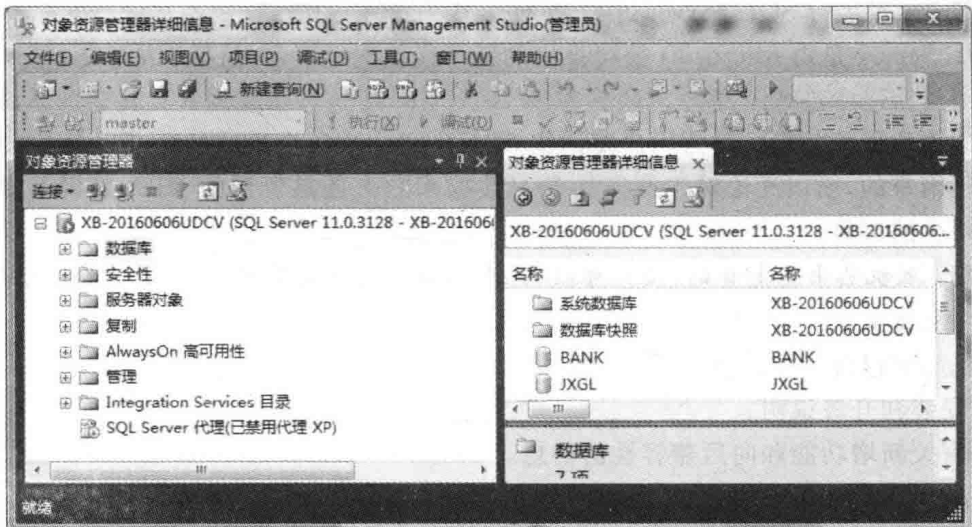 对象资源管理器详细信息 - Microsoft SQL Server Management Studio(管理员)
文件(F) 编辑(E) 视图(V) 项目(P) 调试(D) 工具(T) 窗口(W) 帮助(H)
新建查询(N)
master 执行(X) 调试(D)
对象资源管理器
连接
XB-20160606UDCV (SQL Server 11.0.3128 - XB-201606
数据库
安全性
服务器对象
复制
AlwaysOn 高可用性
管理
Integration Services 目录
SQL Server 代理(已禁用代理 XP)
对象资源管理器详细信息
XB-20160606UDCV (SQL Server 11.0.3128 - XB-20160606...
名称 名称
系统数据库 XB-20160606UDCV
数据库快照 XB-20160606UDCV
BANK BANK
JXGL JXGL
数据库
7 项
就绪